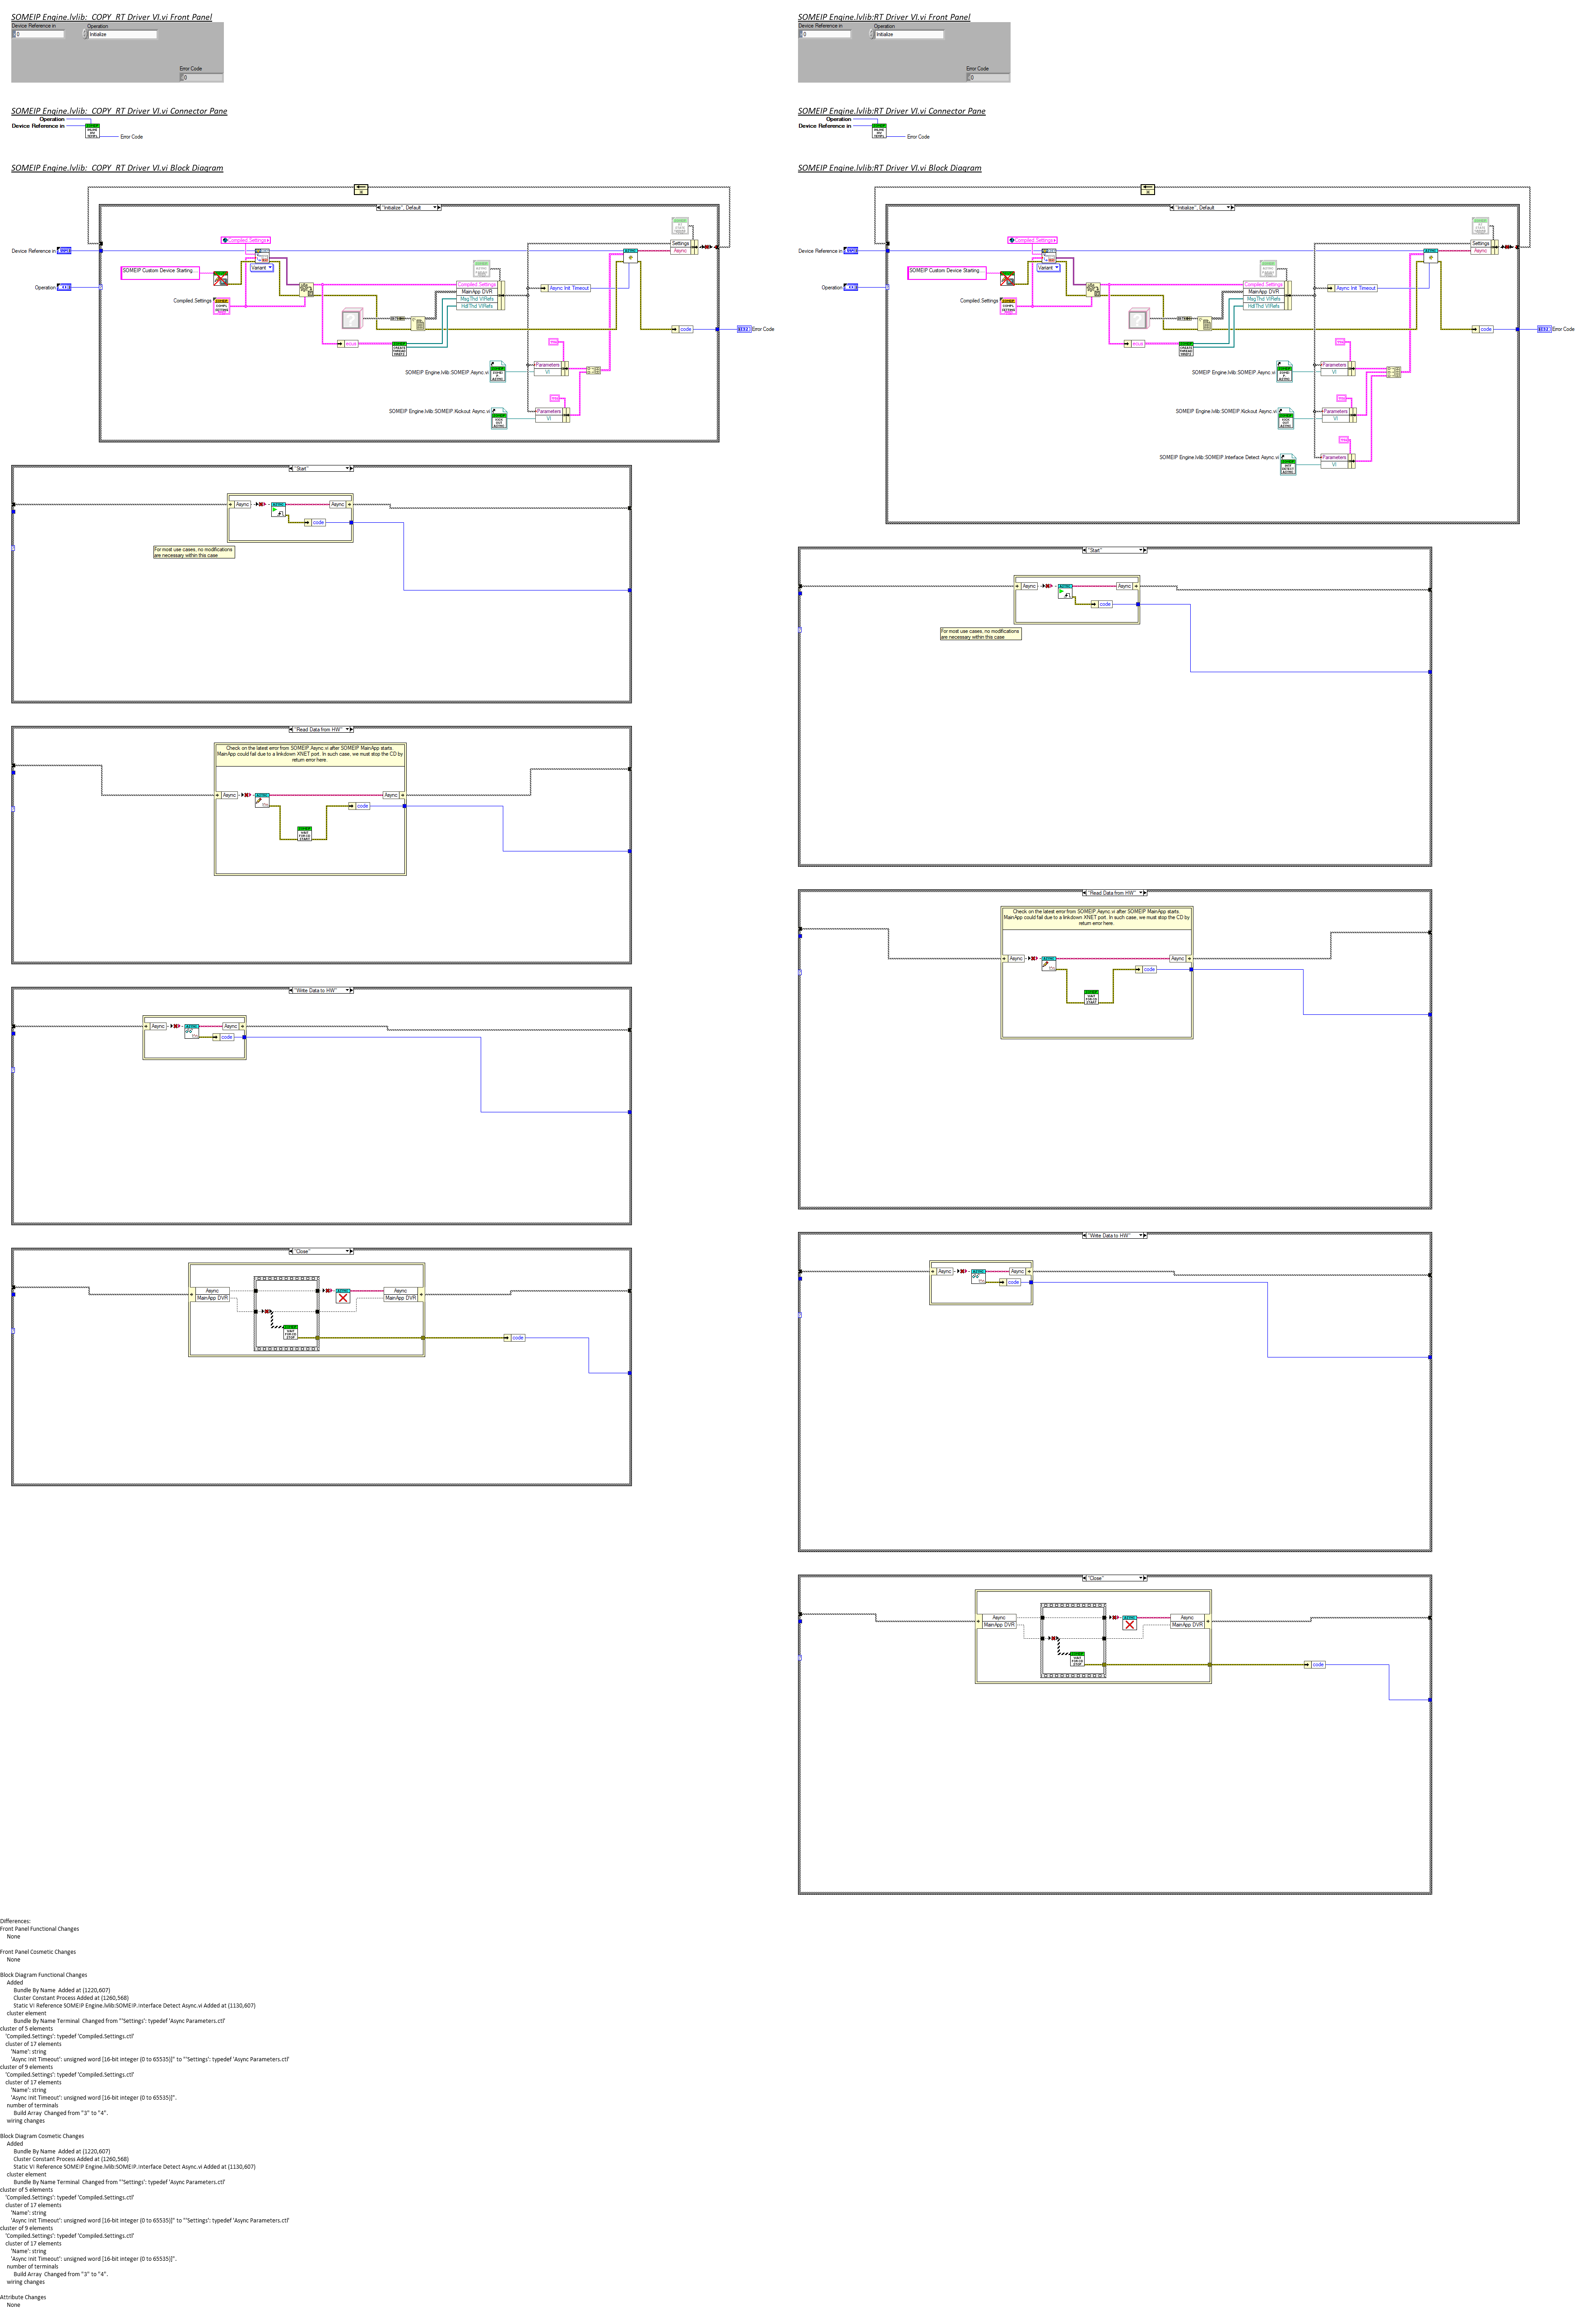 SOMEIP Engine.lvlib:_COPY_RT Driver VI.vi Front Panel
Device Reference in
Operation
0
Initialize
Error Code
0
SOMEIP Engine.lvlib:_COPY_RT Driver VI.vi Connector Pane
Operation
Device Reference in
Error Code
SOMEIP Engine.lvlib:_COPY_RT Driver VI.vi Block Diagram
"Initialize", Default
Settings
Async
Device Reference in
Compiled.Settings
Variant
SOMEIP Custom Device Starting...
Operation
Compiled.Settings
Compiled Settings
MainApp DVR
MsgThd VIRefs
HdlThd VIRefs
Async Init Timeout
code
Error Code
ecus
SOMEIP Engine.lvlib:SOMEIP.Async.vi
Parameters
VI
SOMEIP Engine.lvlib:SOMEIP.Kickout Async.vi
Parameters
VI
"Start"
Async
Async
code
For most use cases, no modifications
are necessary within this case
"Read Data from HW"
Check on the latest error from SOMEIP.Async.vi after SOMEIP MainApp starts.
MainApp could fail due to a linkdown XNET port. In such case, we must stop the CD by
return error here.
Async
Async
code
"Write Data to HW"
Async
Async
code
"Close"
Async
MainApp DVR
Async
MainApp DVR
code
SOMEIP Engine.lvlib:RT Driver VI.vi Front Panel
Device Reference in
Operation
0
Initialize
Error Code
0
SOMEIP Engine.lvlib:RT Driver VI.vi Connector Pane
Operation
Device Reference in
Error Code
SOMEIP Engine.lvlib:RT Driver VI.vi Block Diagram
"Initialize", Default
Settings
Async
Device Reference in
Compiled.Settings
Variant
SOMEIP Custom Device Starting...
Operation
Compiled.Settings
Compiled Settings
MainApp DVR
MsgThd VIRefs
HdlThd VIRefs
Async Init Timeout
code
Error Code
ecus
SOMEIP Engine.lvlib:SOMEIP.Async.vi
Parameters
VI
SOMEIP Engine.lvlib:SOMEIP.Kickout Async.vi
Parameters
VI
SOMEIP Engine.lvlib:SOMEIP.Interface Detect Async.vi
Parameters
VI
"Start"
Async
Async
code
For most use cases, no modifications
are necessary within this case
"Read Data from HW"
Check on the latest error from SOMEIP.Async.vi after SOMEIP MainApp starts.
MainApp could fail due to a linkdown XNET port. In such case, we must stop the CD by
return error here.
Async
Async
code
"Write Data to HW"
Async
Async
code
"Close"
Async
MainApp DVR
Async
MainApp DVR
code
Differences:
Front Panel Functional Changes
None
Front Panel Cosmetic Changes
None
Block Diagram Functional Changes
Added
Bundle By Name  Added at (1220,607)
Cluster Constant Process Added at (1260,568)
Static VI Reference SOMEIP Engine.lvlib:SOMEIP.Interface Detect Async.vi Added at (1130,607)
cluster element
Bundle By Name Terminal  Changed from "'Settings': typedef 'Async Parameters.ctl'
cluster of 5 elements
'Compiled.Settings': typedef 'Compiled.Settings.ctl'
cluster of 17 elements
'Name': string
'Async Init Timeout': unsigned word [16-bit integer (0 to 65535)]" to "'Settings': typedef 'Async Parameters.ctl'
cluster of 9 elements
'Compiled.Settings': typedef 'Compiled.Settings.ctl'
cluster of 17 elements
'Name': string
'Async Init Timeout': unsigned word [16-bit integer (0 to 65535)]".
number of terminals
Build Array  Changed from "3" to "4".
wiring changes
Block Diagram Cosmetic Changes
Added
Bundle By Name  Added at (1220,607)
Cluster Constant Process Added at (1260,568)
Static VI Reference SOMEIP Engine.lvlib:SOMEIP.Interface Detect Async.vi Added at (1130,607)
cluster element
Bundle By Name Terminal  Changed from "'Settings': typedef 'Async Parameters.ctl'
cluster of 5 elements
'Compiled.Settings': typedef 'Compiled.Settings.ctl'
cluster of 17 elements
'Name': string
'Async Init Timeout': unsigned word [16-bit integer (0 to 65535)]" to "'Settings': typedef 'Async Parameters.ctl'
cluster of 9 elements
'Compiled.Settings': typedef 'Compiled.Settings.ctl'
cluster of 17 elements
'Name': string
'Async Init Timeout': unsigned word [16-bit integer (0 to 65535)]".
number of terminals
Build Array  Changed from "3" to "4".
wiring changes
Attribute Changes
None